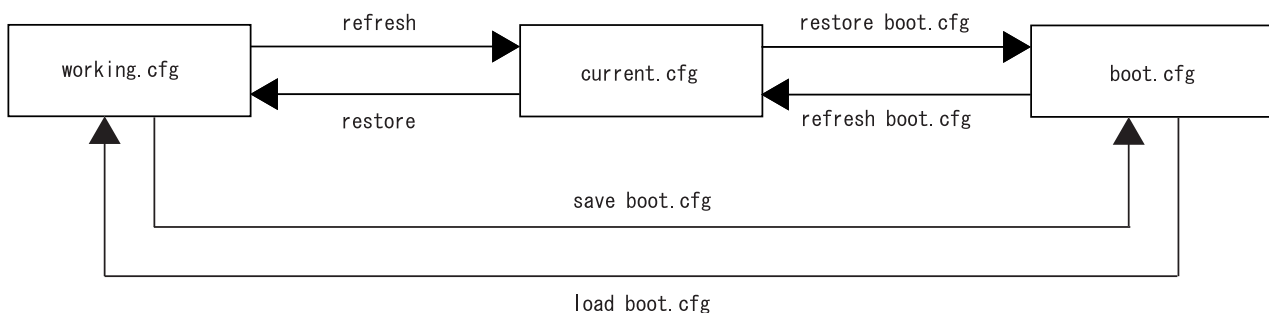 refresh
restore boot.cfg
working.cfg
current.cfg
boot.cfg
restore
refresh boot.cfg
save boot.cfg
load boot.cfg